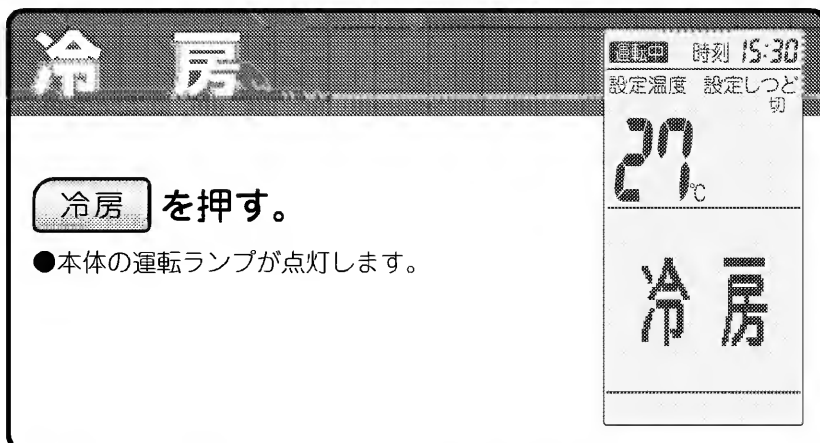 冷房
運転中 時刻 15:30
設定温度 設定しつど
切
27℃
冷房
冷房 を押す。
●本体の運転ランプが点灯します。